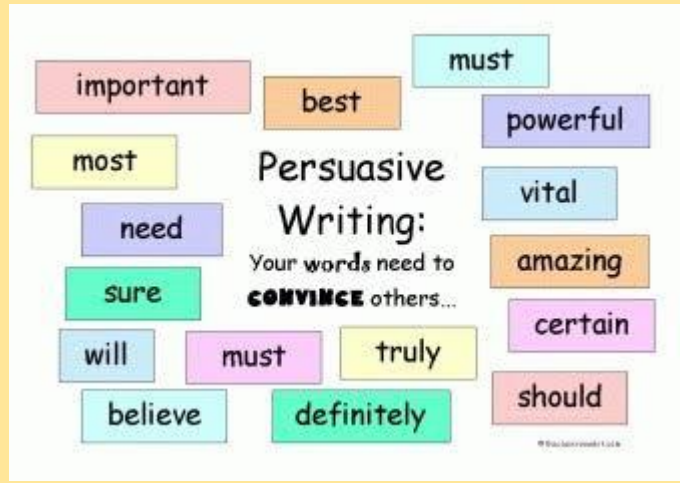 must
important
best
powerful
most
Persuasive
Writing:
vital
need
Your words need to
CONVINCE others...
amazing
sure
certain
will
must
truly
should
believe
definitely